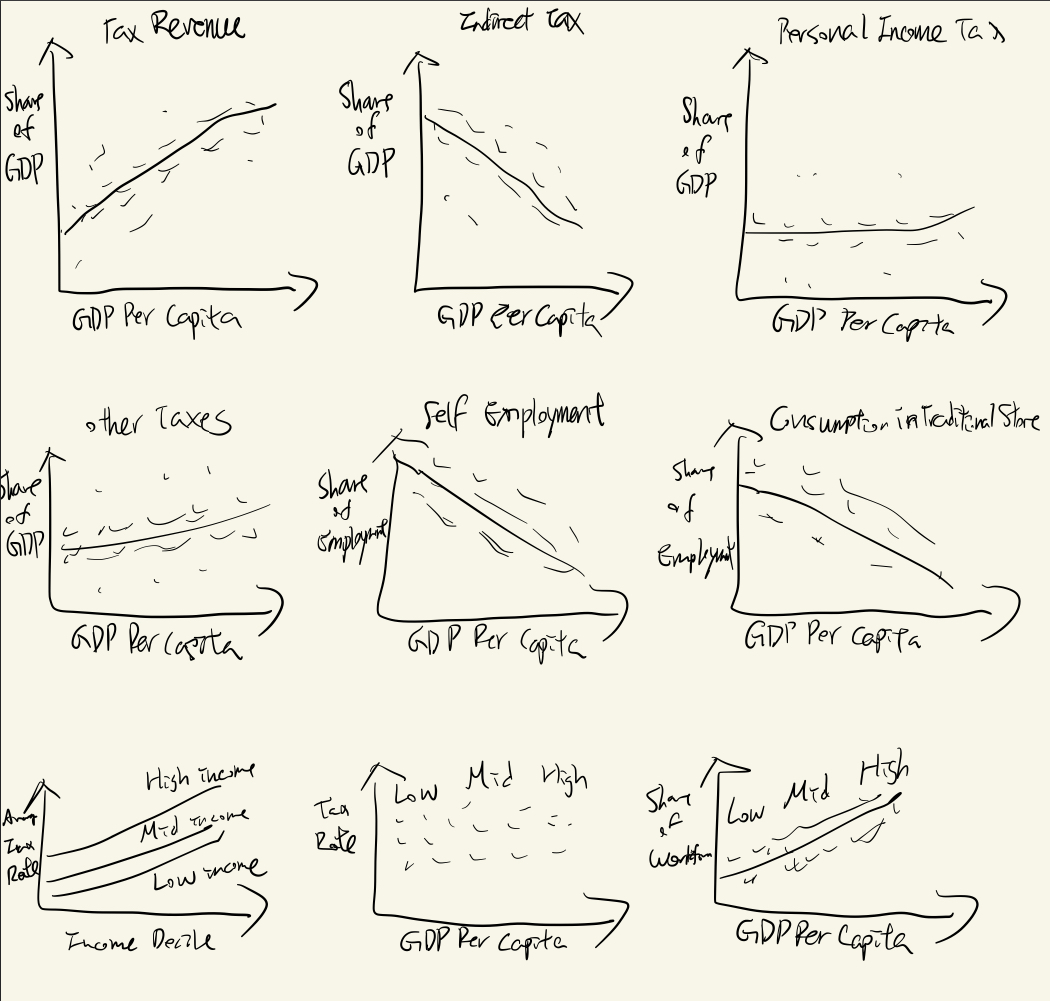 Tax Revenue
Share
of
GDP
GDP Per Capita
Indirect Tax
Share
of
GDP
GDP Per Capita
Personal Income Tax
Share
of
GDP
GDP Per Capita
Other Taxes
Share
of
GDP
GDP Per Capita
Self Employment
Share
of
Employment
GDP Per Capita
Consumption in Traditional Store
Share
of
Employment
GDP Per Capita
High income
Mid income
Low income
Tax
Rate
Income Decile
Low Mid High
Tax
Rate
GDP Per Capita
Low Mid High
Share
of
GDP Per Capita